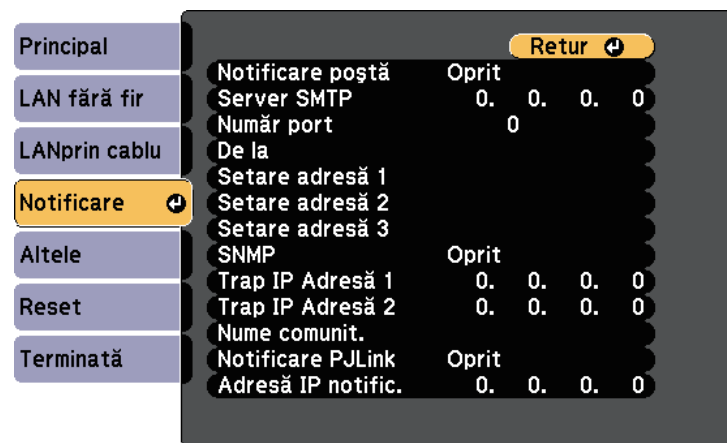 Principal
LAN fără fir
LANprin cablu
Notificare
Altele
Reset
Terminată
Retur
Notificare poştă Oprit
Server SMTP 0. 0. 0. 0
Număr port 0
De la
Setare adresă 1
Setare adresă 2
Setare adresă 3
SNMP Oprit
Trap IP Adresă 1 0. 0. 0. 0
Trap IP Adresă 2 0. 0. 0. 0
Nume comunit.
Notificare PJLink Oprit
Adresă IP notific. 0. 0. 0. 0